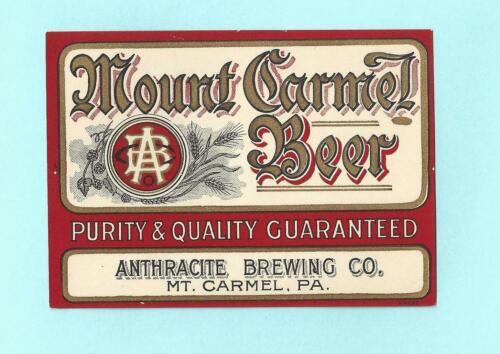 Mount Carmel
Beer
PURITY & QUALITY GUARANTEED
ANTHRACITE BREWING CO.
MT. CARMEL, PA.